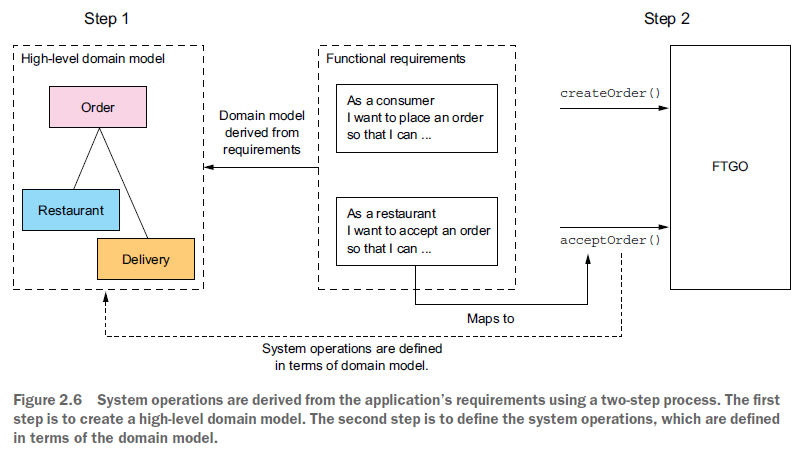 Step 1
Step 2
High-level domain model
Order
Restaurant
Delivery
Domain model
derived from
requirements
Functional requirements
As a consumer
I want to place an order
so that I can ...
As a restaurant
I want to accept an order
so that I can ...
createOrder()
acceptOrder()
FTGO
Maps to
System operations are defined
in terms of domain model.
Figure 2.6 System operations are derived from the application's requirements using a two-step process. The first
step is to create a high-level domain model. The second step is to define the system operations, which are defined
in terms of the domain model.